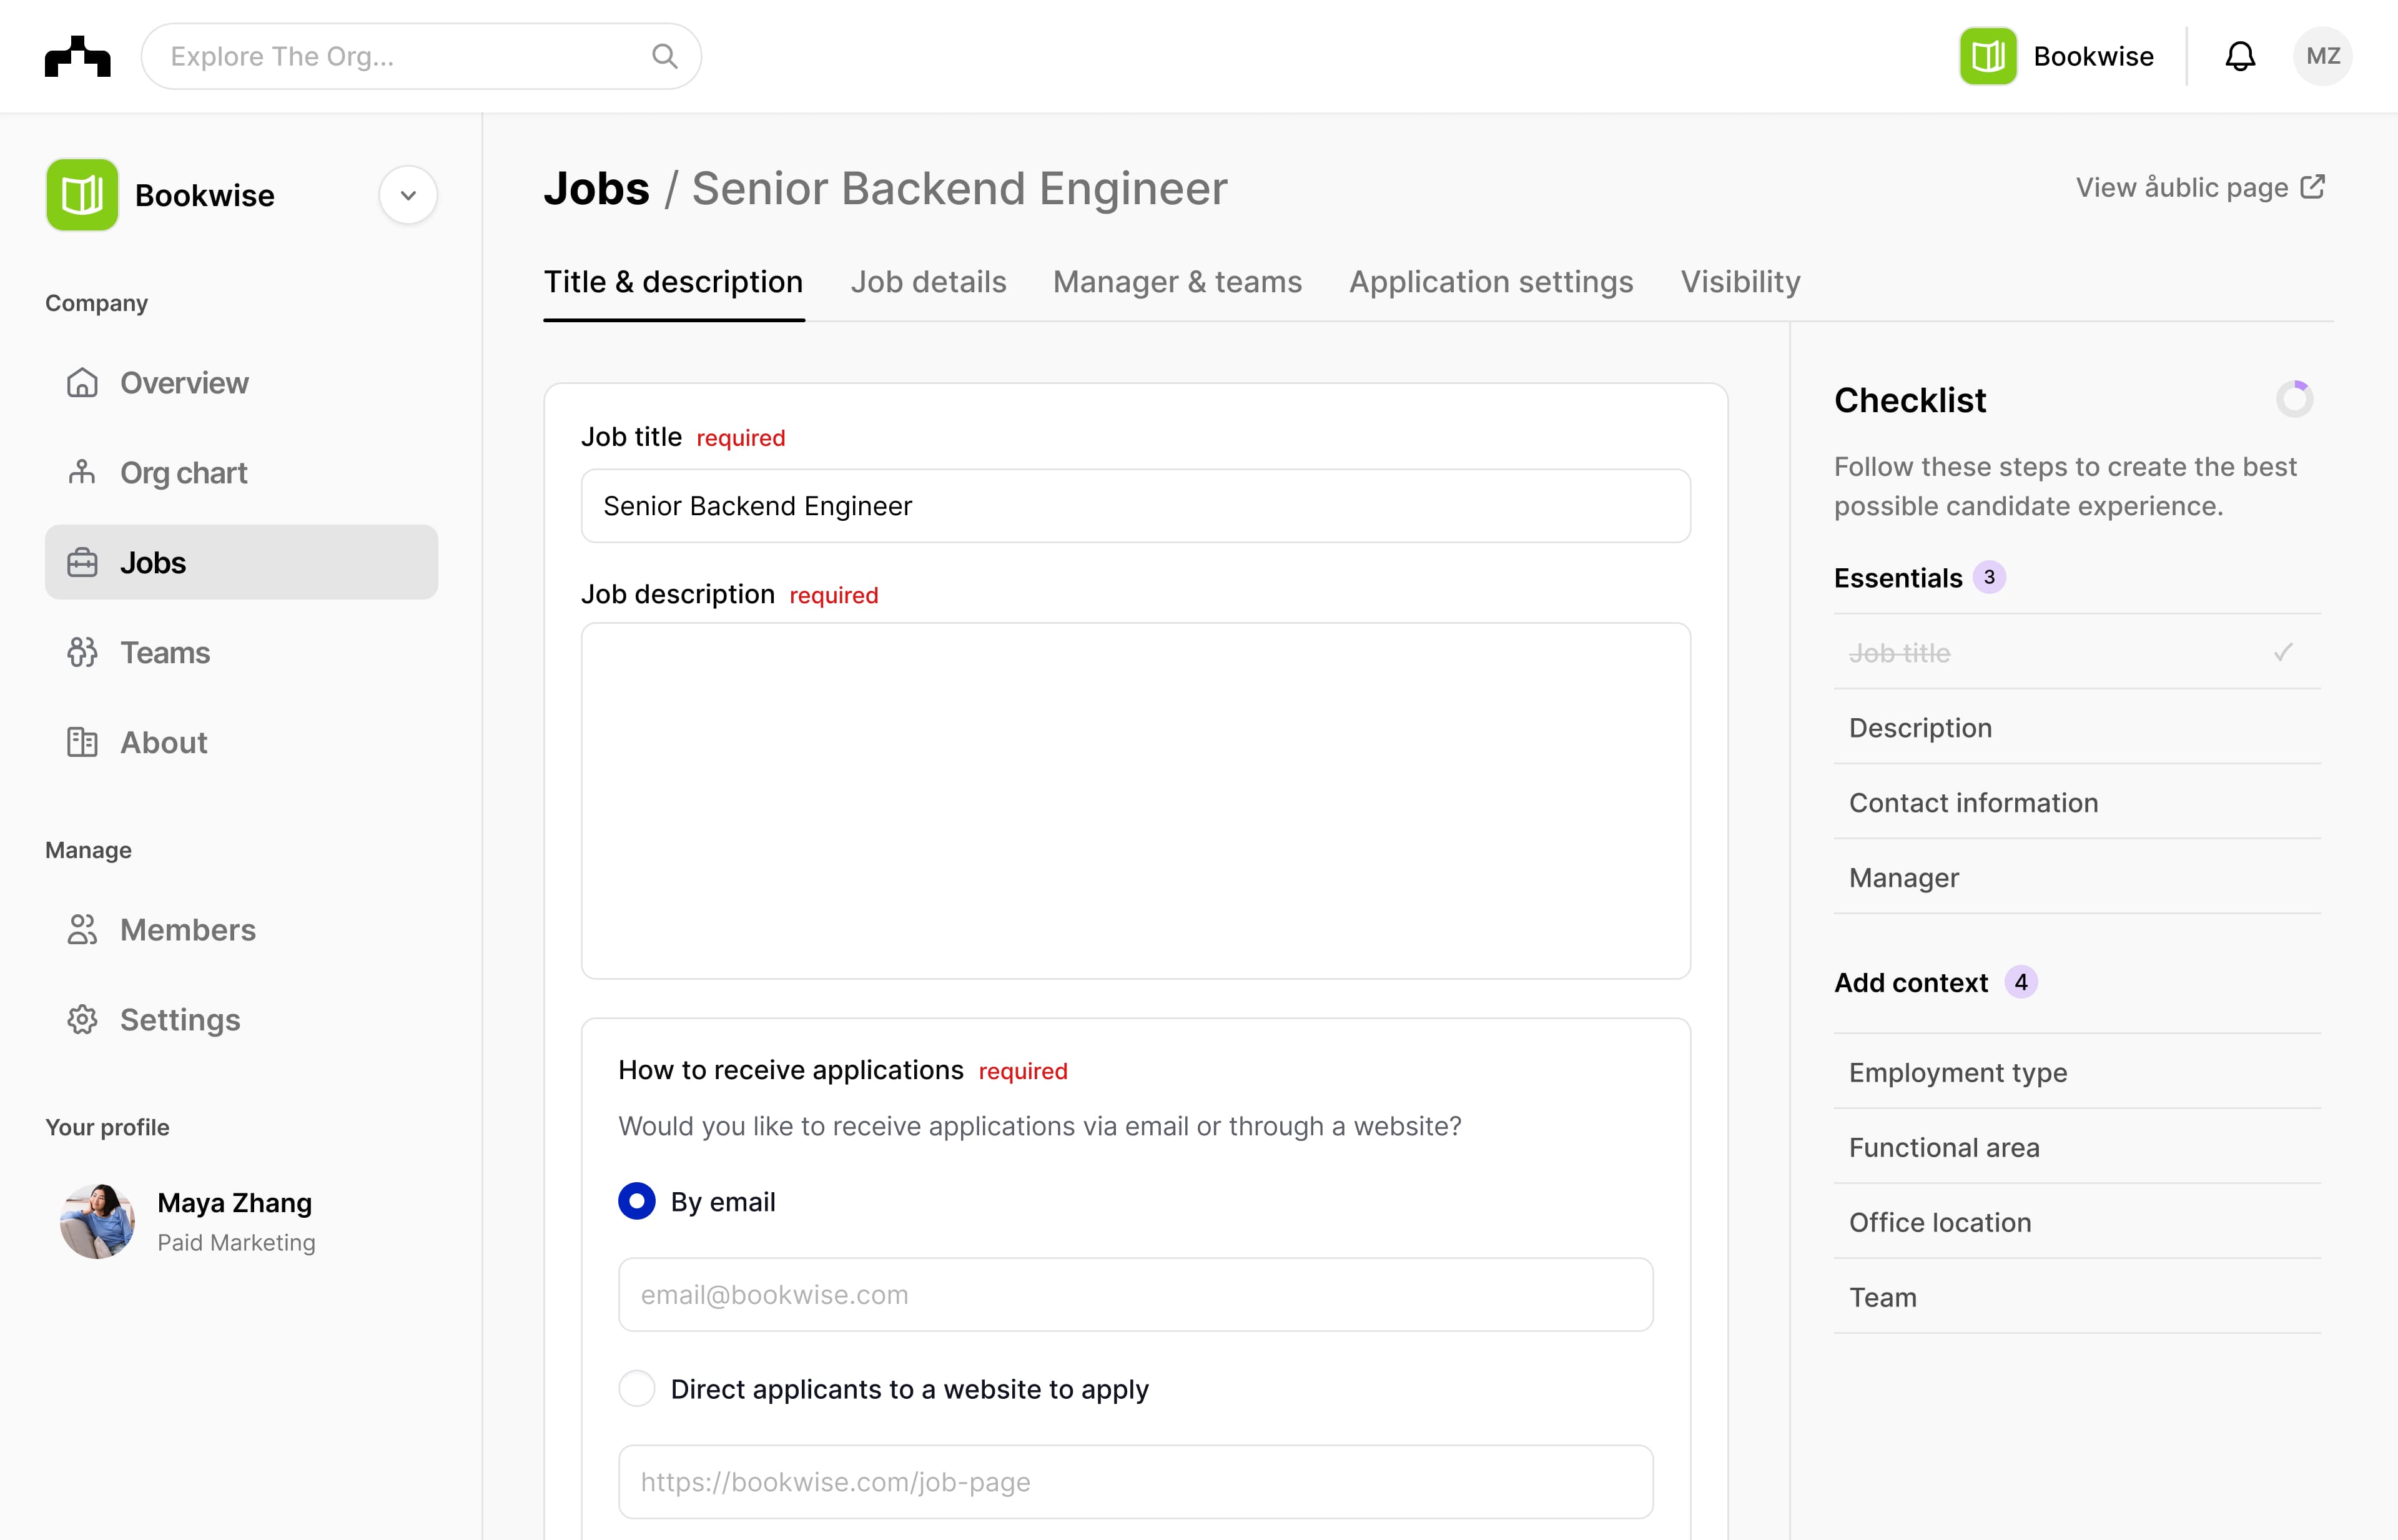 Explore The Org...
Bookwise
MZ
Bookwise
Company
Overview
Org chart
Jobs
Teams
About
Manage
Members
Settings
Your profile
Maya Zhang
Paid Marketing
Jobs / Senior Backend Engineer
View åublic page
Title & description
Job details
Manager & teams
Application settings
Visibility
Job title required
Senior Backend Engineer
Job description required
How to receive applications required
Would you like to receive applications via email or through a website?
By email
email@bookwise.com
Direct applicants to a website to apply
https://bookwise.com/job-page
Checklist
Follow these steps to create the best
possible candidate experience.
Essentials 3
Job title
Description
Contact information
Manager
Add context 4
Employment type
Functional area
Office location
Team